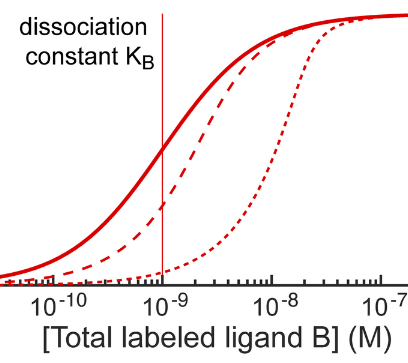 dissociation
constant K_B
10^-10 10^-9 10^-8 10^-7
[Total labeled ligand B] (M)